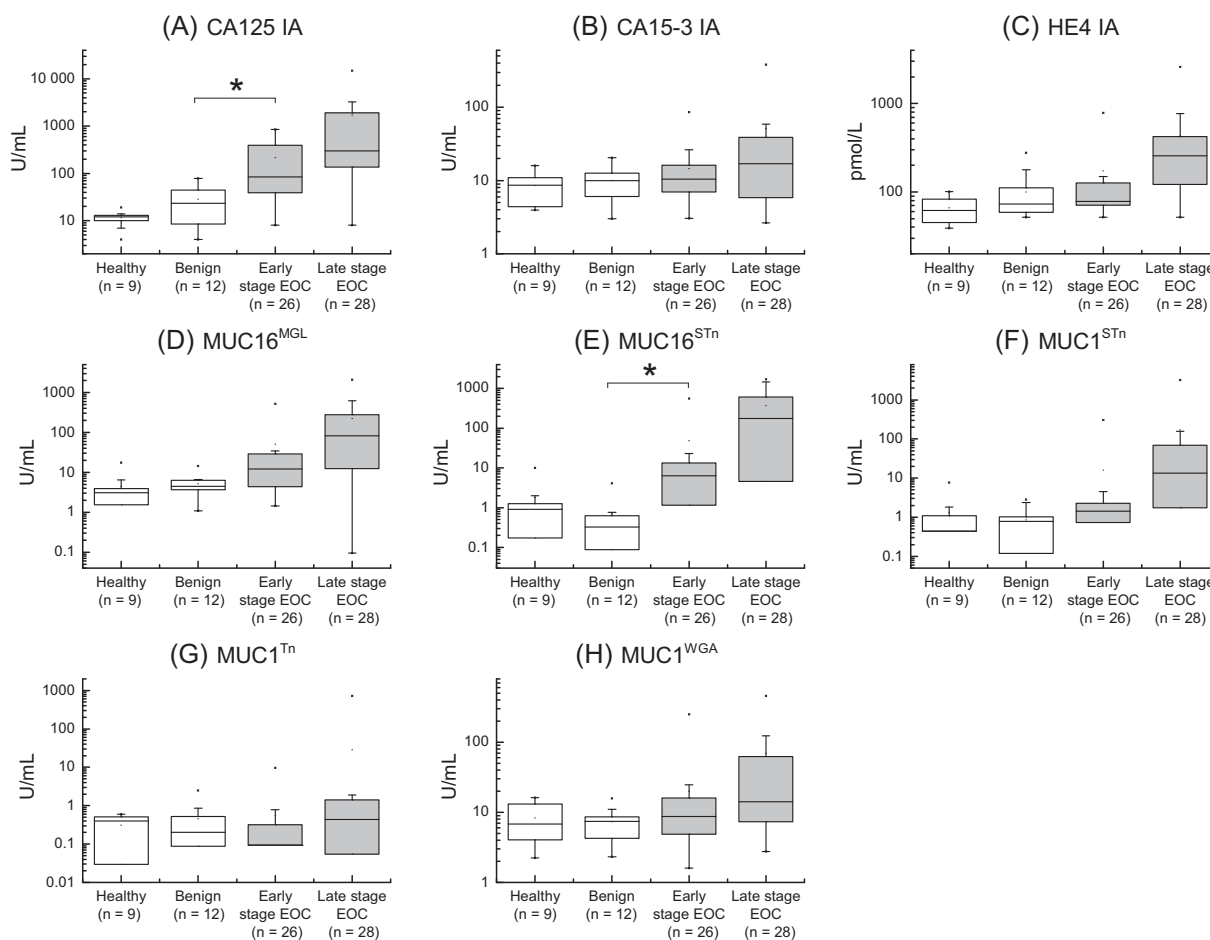 (A) CA125 IA
10 000
1000
100
10
U/mL
*
Healthy
(n = 9)
Benign
(n = 12)
Early
stage EOC
(n = 26)
Late stage
EOC
(n = 28)
(B) CA15-3 IA
100
10
1
U/mL
Healthy
(n = 9)
Benign
(n = 12)
Early
stage EOC
(n = 26)
Late stage
EOC
(n = 28)
(C) HE4 IA
1000
100
pmol/L
Healthy
(n = 9)
Benign
(n = 12)
Early
stage EOC
(n = 26)
Late stage
EOC
(n = 28)
(D) MUC16MGL
1000
100
10
1
0.1
U/mL
Healthy
(n = 9)
Benign
(n = 12)
Early
stage EOC
(n = 26)
Late stage
EOC
(n = 28)
(E) MUC16STn
1000
100
10
1
0.1
U/mL
*
Healthy
(n = 9)
Benign
(n = 12)
Early
stage EOC
(n = 26)
Late stage
EOC
(n = 28)
(F) MUC1STn
1000
100
10
1
0.1
U/mL
Healthy
(n = 9)
Benign
(n = 12)
Early
stage EOC
(n = 26)
Late stage
EOC
(n = 28)
(G) MUC1Tn
1000
100
10
1
0.1
0.01
U/mL
Healthy
(n = 9)
Benign
(n = 12)
Early
stage EOC
(n = 26)
Late stage
EOC
(n = 28)
(H) MUC1WGA
100
10
1
U/mL
Healthy
(n = 9)
Benign
(n = 12)
Early
stage EOC
(n = 26)
Late stage
EOC
(n = 28)